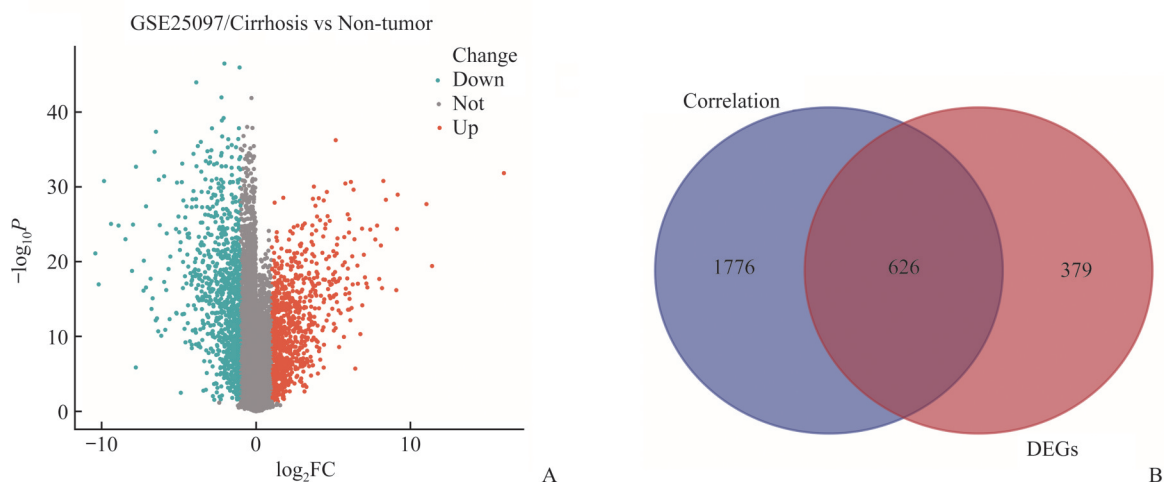 GSE25097/Cirrhosis vs Non-tumor
Change
Down
Not
Up
40
30
20
10
0
−log₁₀P
−10
0
10
log₂FC
A
Correlation
1776
626
379
DEGs
B